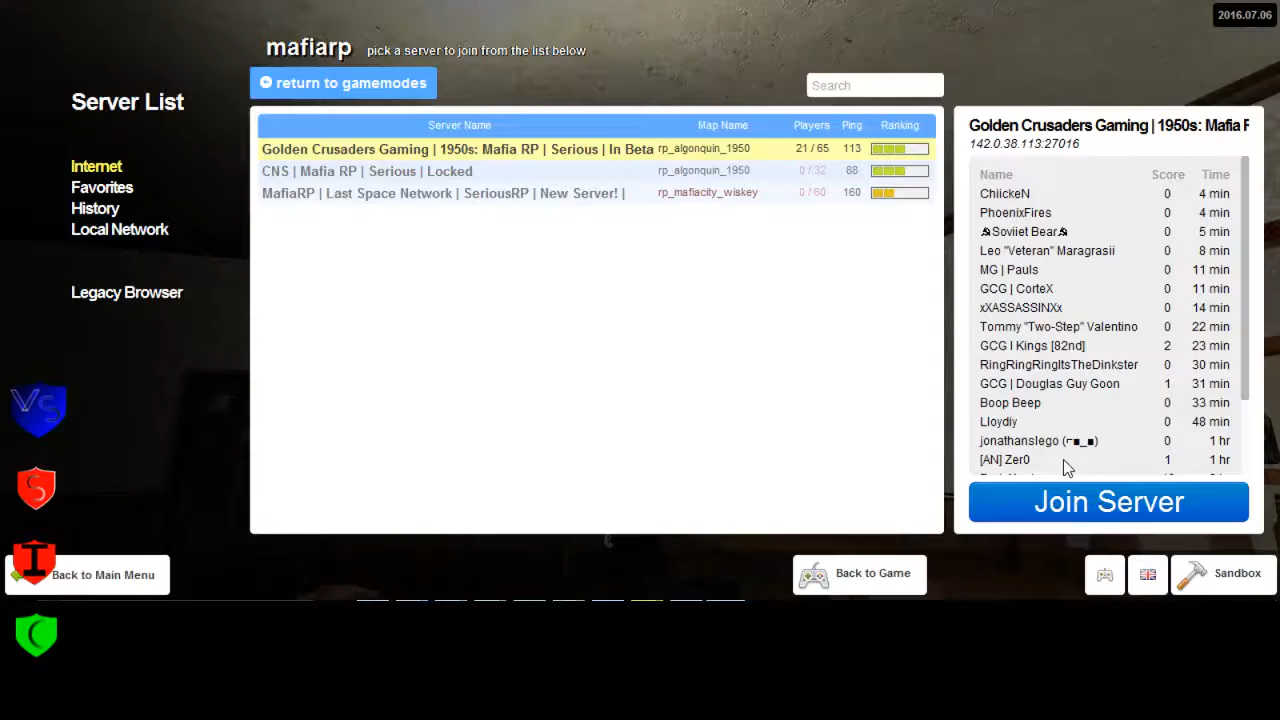 2016.07.06
mafiarp pick a server to join from the list below
return to gamemodes
Search
Server List
Internet
Favorites
History
Local Network
Legacy Browser
Server Name Map Name Players Ping Ranking
Golden Crusaders Gaming | 1950s: Mafia RP | Serious | In Beta rp_algonquin_1950 21 / 65 113
CNS | Mafia RP | Serious | Locked rp_algonquin_1950 0 / 32 88
MafiaRP | Last Space Network | SeriousRP | New Server! | rp_mafiacity_wiskey 0 / 60 160
Golden Crusaders Gaming | 1950s: Mafia F
142.0.38.113:27016
Name Score Time
ChiickeN 0 4 min
PhoenixFires 0 4 min
☭Soviiet Bear☭ 0 5 min
Leo "Veteran" Maragrasii 0 8 min
MG | Pauls 0 11 min
GCG | CorteX 0 11 min
xXASSASSINXx 0 14 min
Tommy "Two-Step" Valentino 0 22 min
GCG I Kings [82nd] 2 23 min
RingRingRingItsTheDinkster 0 30 min
GCG | Douglas Guy Goon 1 31 min
Boop Beep 0 33 min
Lloydiy 0 48 min
jonathanslego (⌐■_■) 0 1 hr
[AN] Zer0 1 1 hr
Join Server
VS
S
I
C
Back to Main Menu
Back to Game
Sandbox